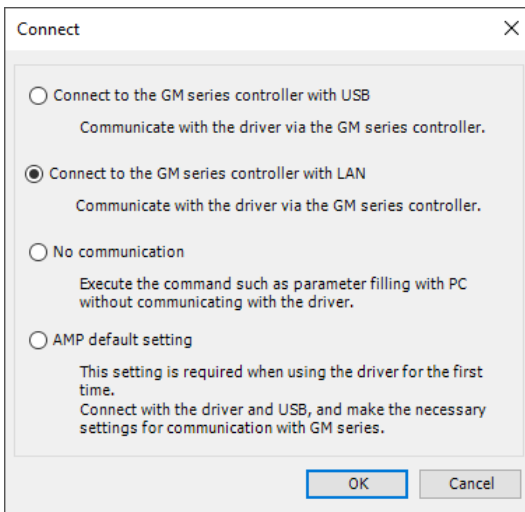 Connect
Connect to the GM series controller with USB
Communicate with the driver via the GM series controller.
Connect to the GM series controller with LAN
Communicate with the driver via the GM series controller.
No communication
Execute the command such as parameter filling with PC
without communicating with the driver.
AMP default setting
This setting is required when using the driver for the first
time.
Connect with the driver and USB, and make the necessary
settings for communication with GM series.
OK
Cancel